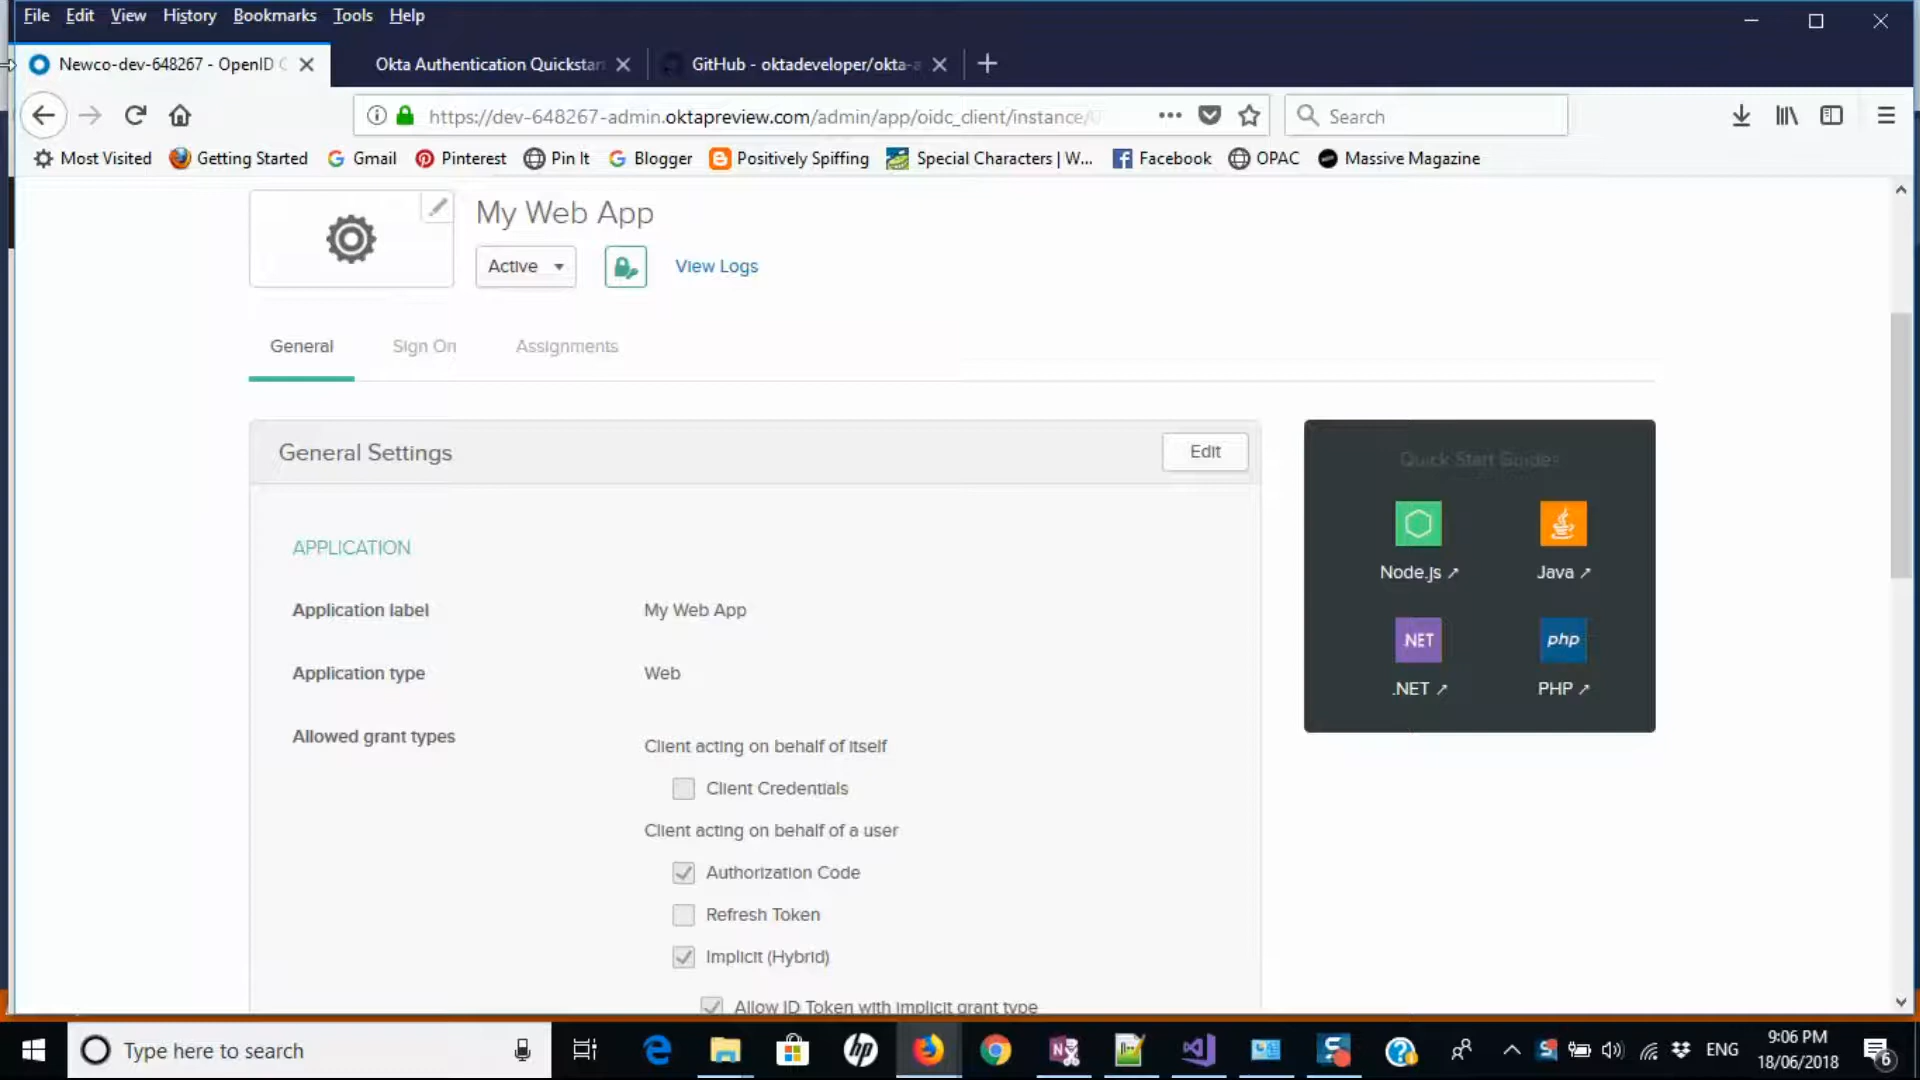 File Edit View History Bookmarks Tools Help
Newco-dev-648267 - OpenID C
Okta Authentication Quickstar
GitHub - oktadeveloper/okta-a
https://dev-648267-admin.oktapreview.com/admin/app/oidc_client/instance/0
Search
Most Visited Getting Started Gmail Pinterest Pin It Blogger Positively Spiffing Special Characters | W... Facebook OPAC Massive Magazine
My Web App
Active View Logs
General Sign On Assignments
General Settings Edit
Quick Start Guides
Node.js Java
NET php
.NET PHP
APPLICATION
Application label My Web App
Application type Web
Allowed grant types
Client acting on behalf of itself
Client Credentials
Client acting on behalf of a user
Authorization Code
Refresh Token
Implicit (Hybrid)
Allow ID Token with implicit grant type
Type here to search
hp
ENG
9:06 PM
18/06/2018
6